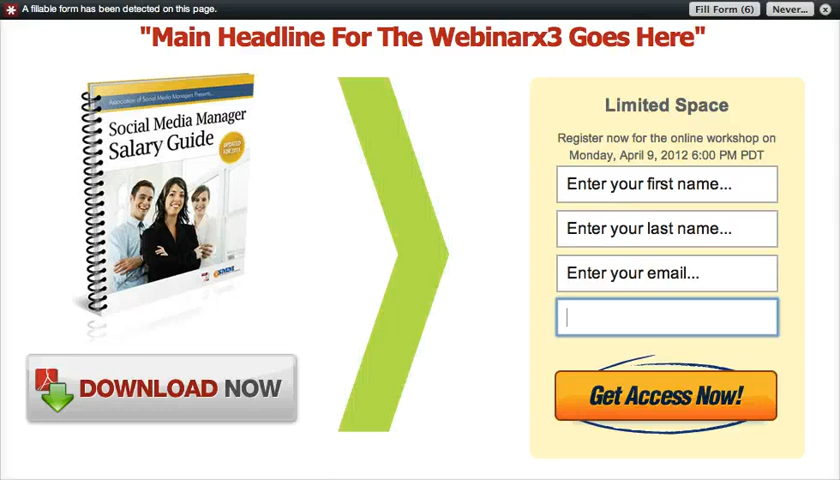 A fillable form has been detected on this page.
Fill Form (6)
Never...
"Main Headline For The Webinarx3 Goes Here"
Association of Social Media Managers Presents...
Social Media Manager
Salary Guide
UPDATED
FOR 2011
DOWNLOAD NOW
Limited Space
Register now for the online workshop on
Monday, April 9, 2012 6:00 PM PDT
Enter your first name...
Enter your last name...
Enter your email...
Get Access Now!